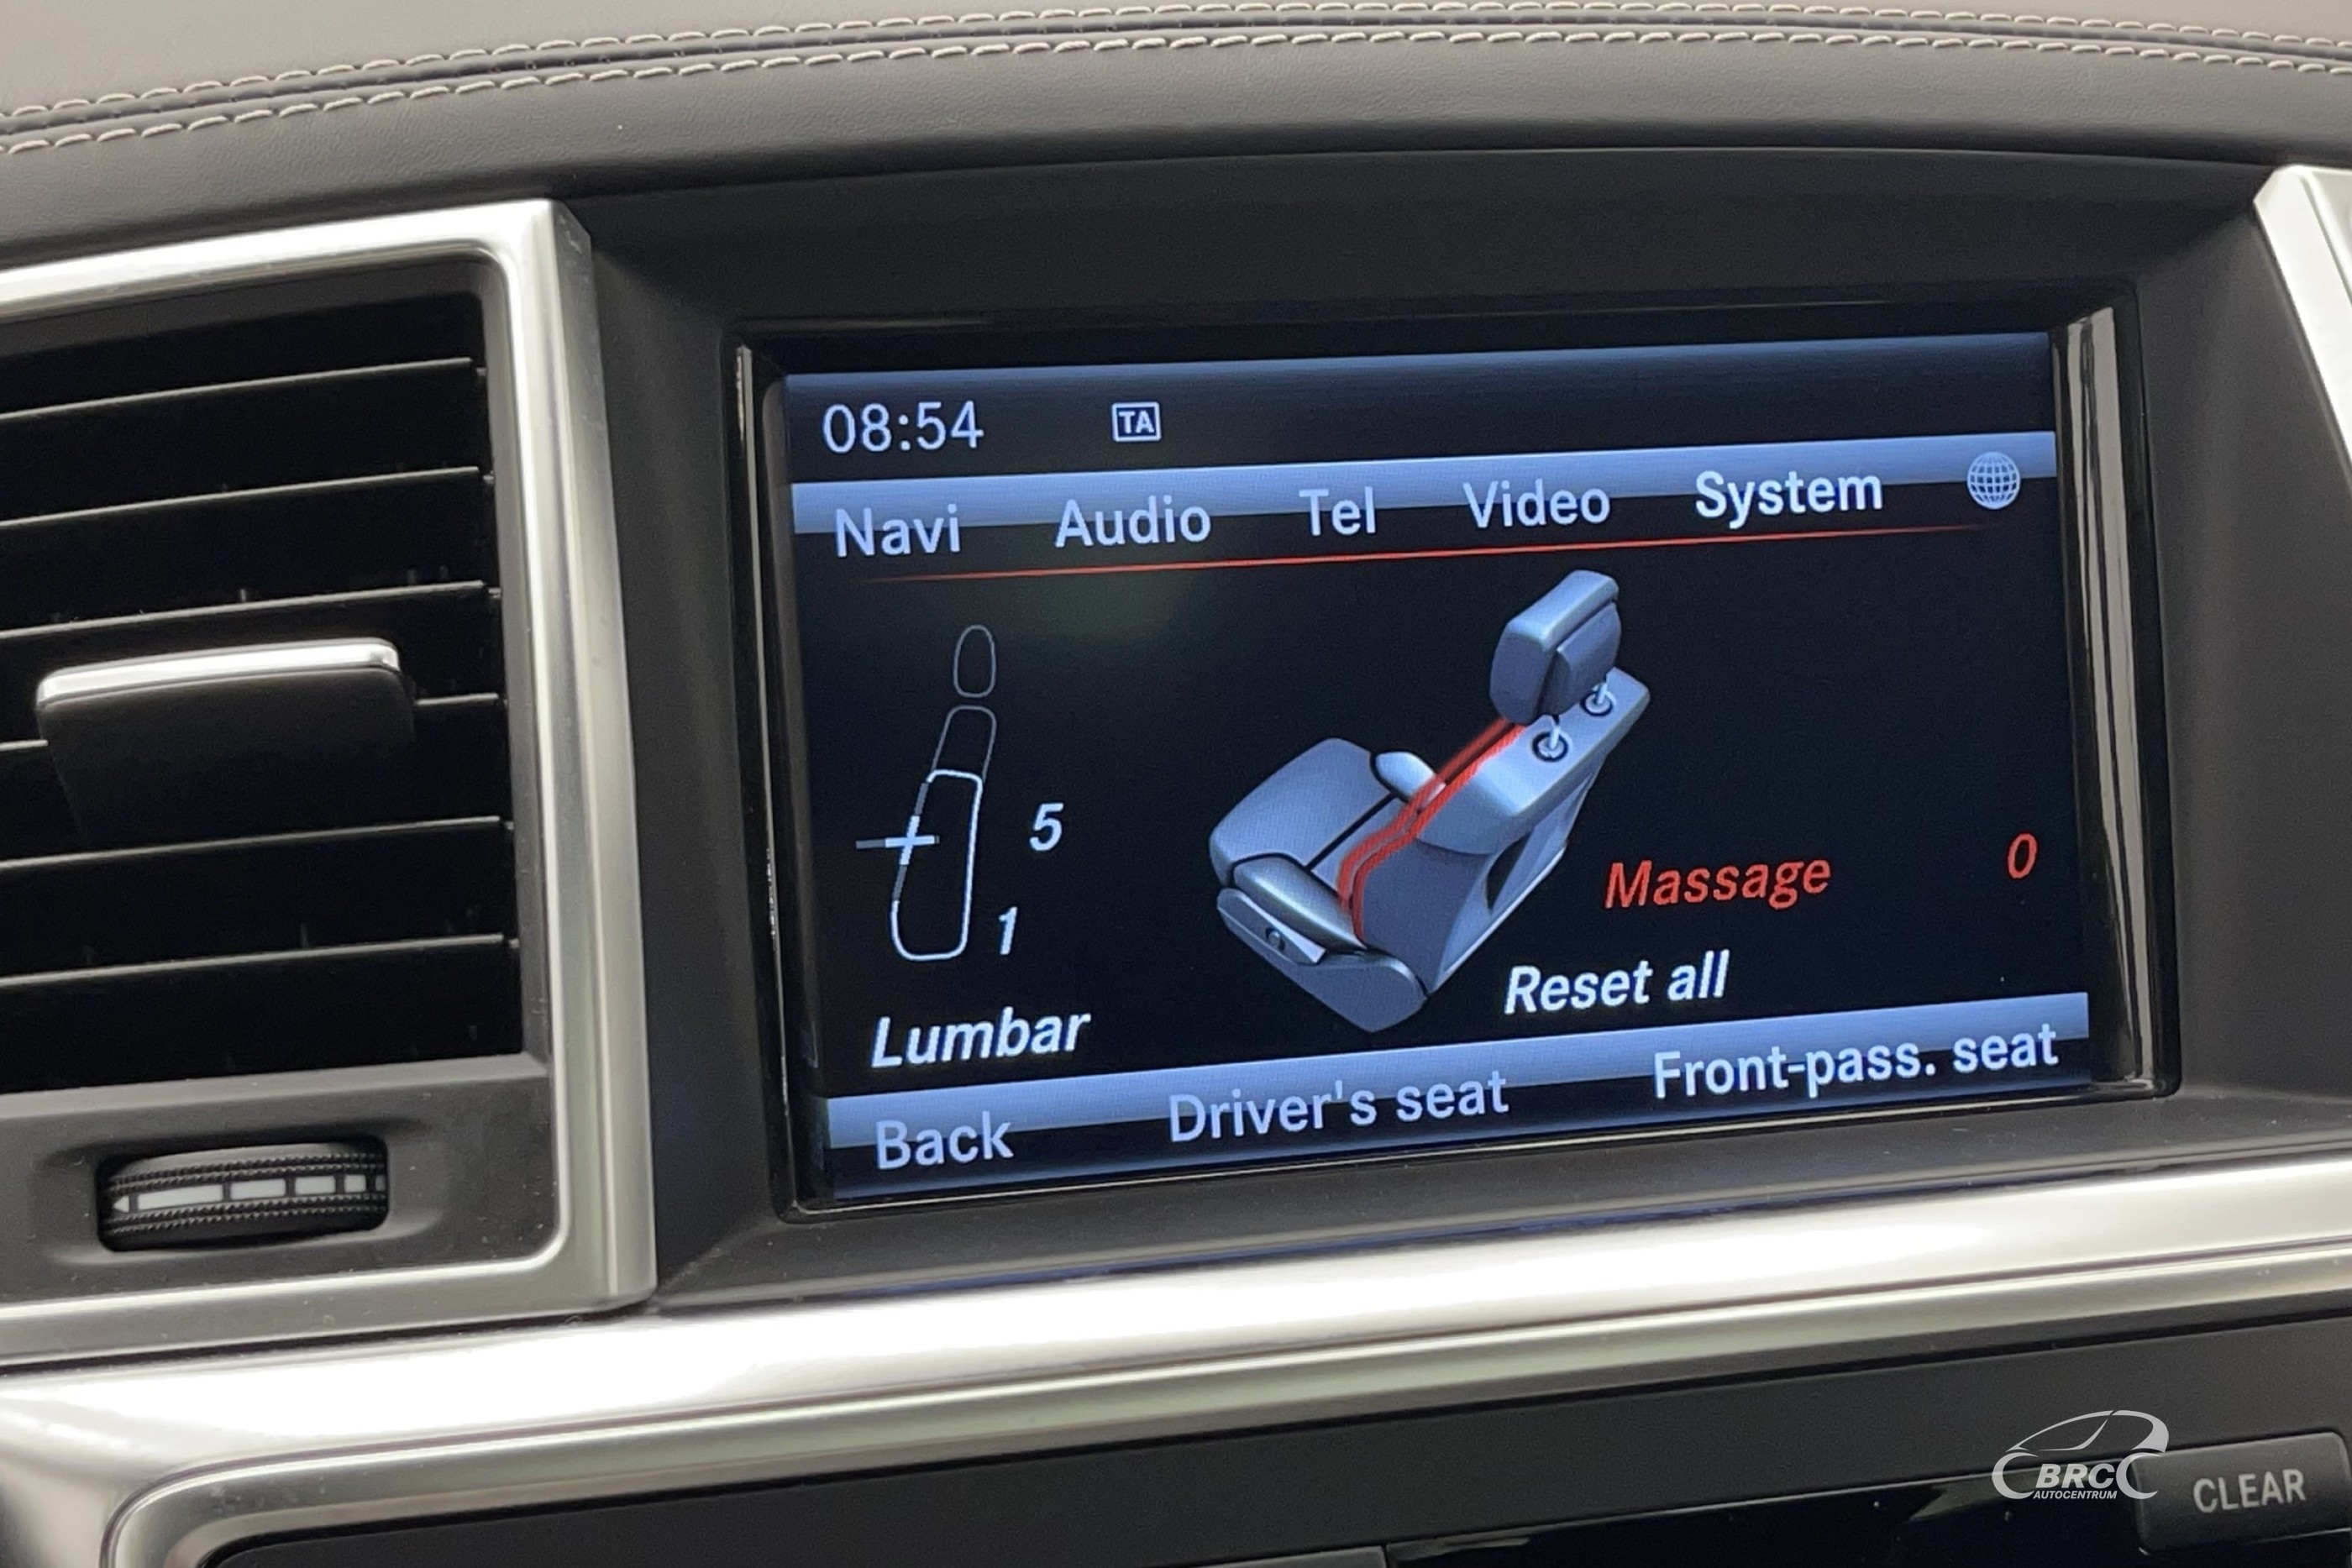 08:54 TA
Navi Audio Tel Video System
5
Massage 0
1
Reset all
Lumbar
Back Driver's seat Front-pass. seat
BRC
AUTOCENTRUM
CLEAR